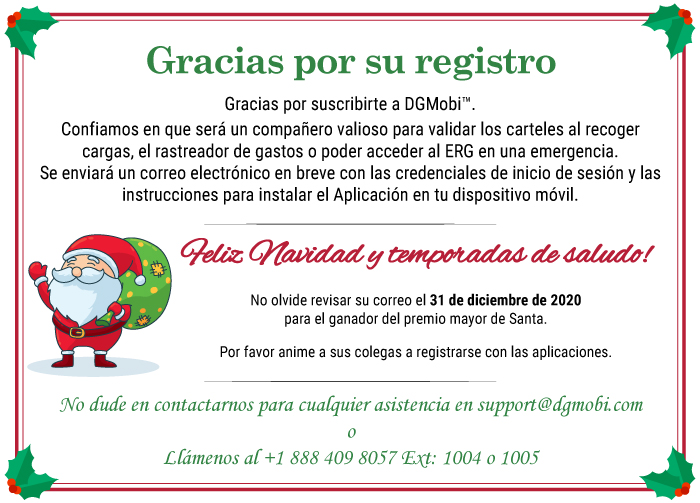 Gracias por su registro
Gracias por suscribirte a DGMobi™.
Confiamos en que será un compañero valioso para validar los carteles al recoger
cargas, el rastreador de gastos o poder acceder al ERG en una emergencia.
Se enviará un correo electrónico en breve con las credenciales de inicio de sesión y las
instrucciones para instalar el Aplicación en tu dispositivo móvil.
Feliz Navidad y temporadas de saludo!
No olvide revisar su correo el 31 de diciembre de 2020
para el ganador del premio mayor de Santa.
Por favor anime a sus colegas a registrarse con las aplicaciones.
No dude en contactarnos para cualquier asistencia en support@dgmobi.com
o
Llámenos al +1 888 409 8057 Ext: 1004 o 1005